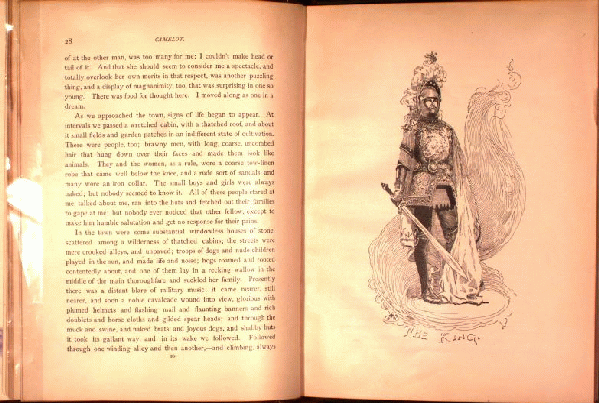 28 CAMELOT.
of at the other man, was too many for me; I couldn't make head or
tail of it. And that she should seem to consider me a spectacle, and
totally overlook her own merits in that respect, was another puzzling
thing, and a display of magnanimity, too, that was surprising in one so
young. There was food for thought here. I moved along as one in a
dream.
As we approached the town, signs of life began to appear. At
intervals we passed a wretched cabin, with a thatched roof, and about
it small fields and garden patches in an indifferent state of cultivation.
There were people, too; brawny men, with long, coarse, uncombed
hair that hung down over their faces and made them look like
animals. They and the women, as a rule, wore a coarse tow-linen
robe that came well below the knee, and a rude sort of sandals, and
many wore an iron collar. The small boys and girls were always
naked; but nobody seemed to know it. All of these people stared at
me, talked about me, ran into the huts and fetched out their families
to gape at me; but nobody ever noticed that other fellow, except to
make him humble salutation and get no response for their pains.
In the town were some substantial windowless houses of stone
scattered among a wilderness of thatched cabins; the streets were
mere crooked alleys, and unpaved; troops of dogs and nude children
played in the sun and made life and noise; hogs roamed and rooted
contentedly about, and one of them lay in a reeking wallow in the
middle of the main thoroughfare and suckled her family. Presently
there was a distant blare of military music; it came nearer, still
nearer, and soon a noble cavalcade wound into view, glorious with
plumed helmets and flashing mail and flaunting banners and rich
doublets and horse cloths and gilded spear heads; and through the
muck and swine, and naked brats, and joyous dogs, and shabby huts
it took its gallant way, and in its wake we followed. Followed
through one winding alley and then another,—and climbing, always
THE KING